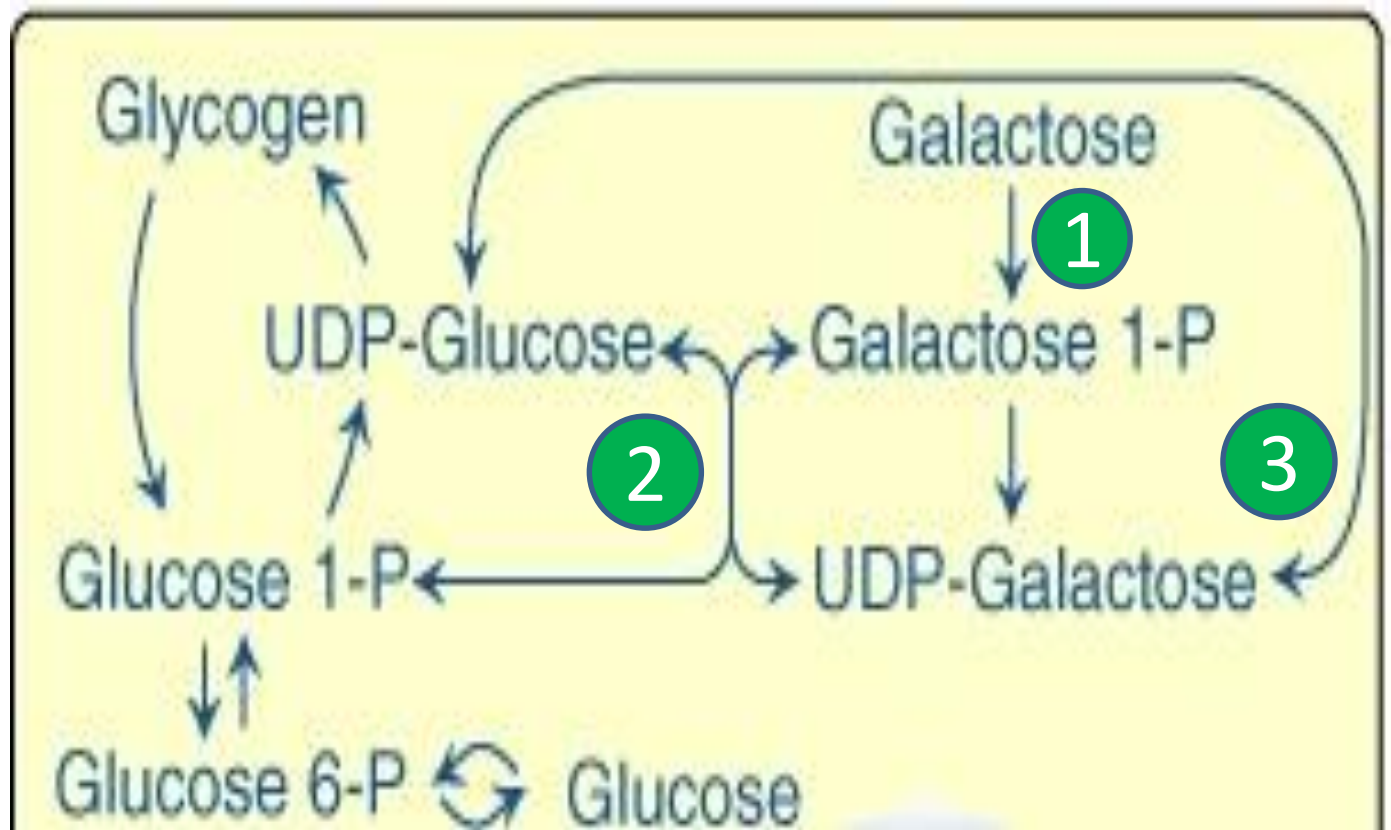 Glycogen
Galactose
1
UDP-Glucose
Galactose 1-P
2
3
Glucose 1-P
UDP-Galactose
Glucose 6-P
Glucose